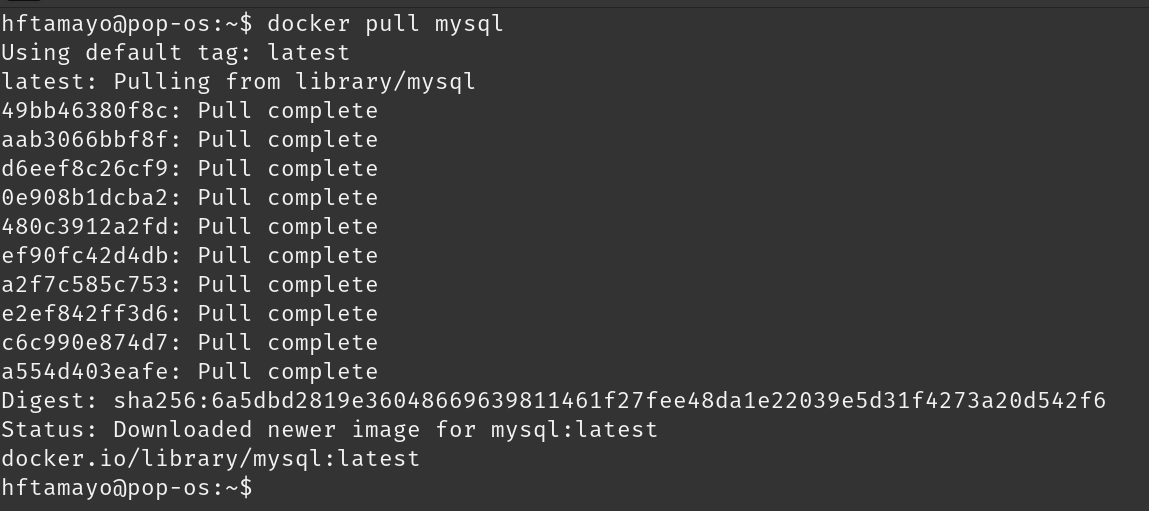 hftamayo@pop-os:~$ docker pull mysql
Using default tag: latest
latest: Pulling from library/mysql
49bb46380f8c: Pull complete
aab3066bbf8f: Pull complete
d6eef8c26cf9: Pull complete
0e908b1dcba2: Pull complete
480c3912a2fd: Pull complete
ef90fc42d4db: Pull complete
a2f7c585c753: Pull complete
e2ef842ff3d6: Pull complete
c6c990e874d7: Pull complete
a554d403eafe: Pull complete
Digest: sha256:6a5dbd2819e36048669639811461f27fee48da1e22039e5d31f4273a20d542f6
Status: Downloaded newer image for mysql:latest
docker.io/library/mysql:latest
hftamayo@pop-os:~$